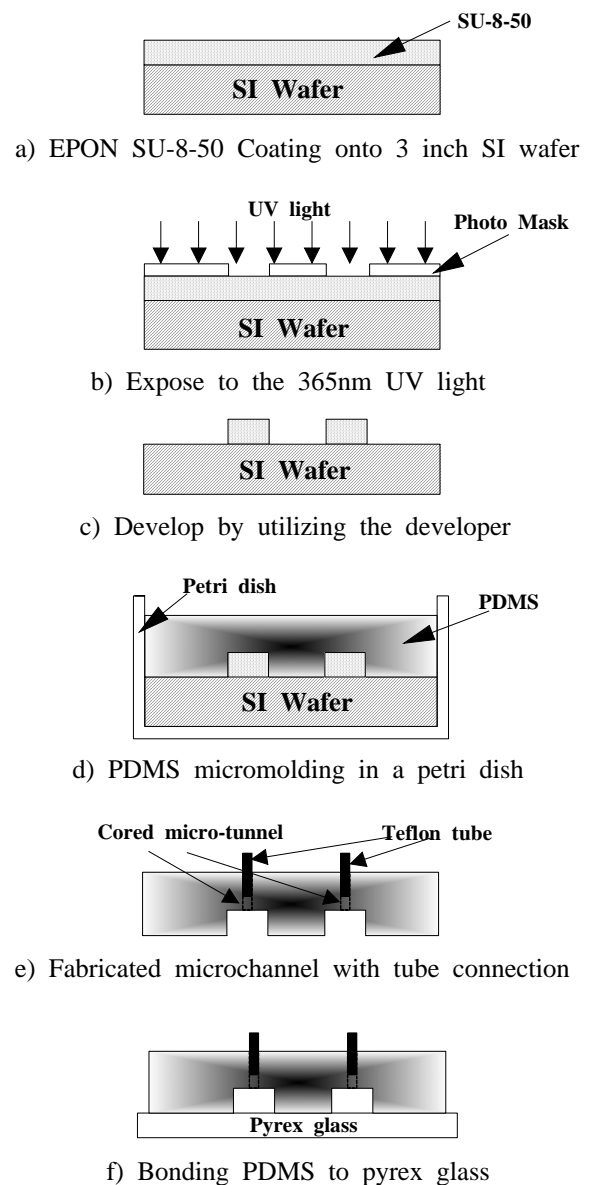 SU-8-50
SI Wafer
a) EPON SU-8-50 Coating onto 3 inch SI wafer
UV light
Photo Mask
SI Wafer
b) Expose to the 365nm UV light
SI Wafer
c) Develop by utilizing the developer
Petri dish
PDMS
SI Wafer
d) PDMS micromolding in a petri dish
Cored micro-tunnel
Teflon tube
e) Fabricated microchannel with tube connection
Pyrex glass
f) Bonding PDMS to pyrex glass